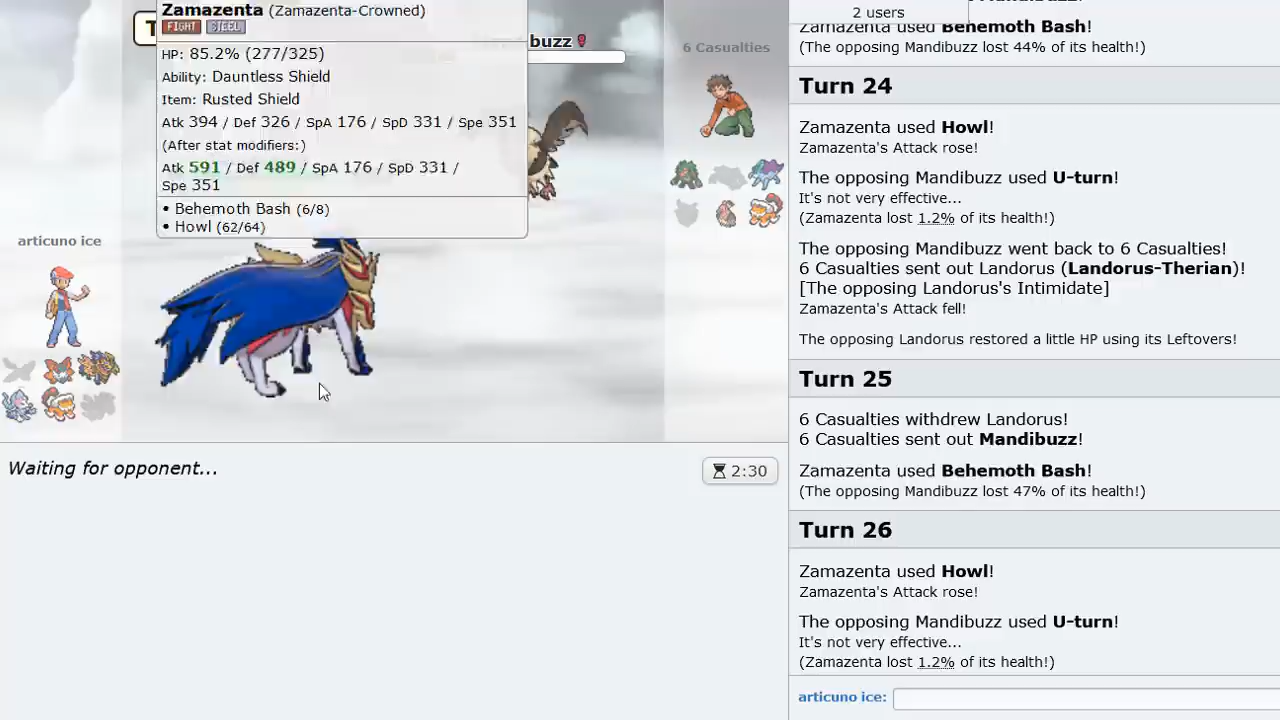 Zamazenta (Zamazenta-Crowned)
FIGHT STEEL
HP: 85.2% (277/325)
Ability: Dauntless Shield
Item: Rusted Shield
Atk 394 / Def 326 / SpA 176 / SpD 331 / Spe 351
(After stat modifiers:)
Atk 591 / Def 489 / SpA 176 / SpD 331 /
Spe 351
• Behemoth Bash (6/8)
• Howl (62/64)
T
buzz
6 Casualties
articuno ice
Waiting for opponent...
2:30
2 users
Zamazenta used Behemoth Bash!
(The opposing Mandibuzz lost 44% of its health!)
Turn 24
Zamazenta used Howl!
Zamazenta's Attack rose!
The opposing Mandibuzz used U-turn!
It's not very effective...
(Zamazenta lost 1.2% of its health!)
The opposing Mandibuzz went back to 6 Casualties!
6 Casualties sent out Landorus (Landorus-Therian)!
[The opposing Landorus's Intimidate]
Zamazenta's Attack fell!
The opposing Landorus restored a little HP using its Leftovers!
Turn 25
6 Casualties withdrew Landorus!
6 Casualties sent out Mandibuzz!
Zamazenta used Behemoth Bash!
(The opposing Mandibuzz lost 47% of its health!)
Turn 26
Zamazenta used Howl!
Zamazenta's Attack rose!
The opposing Mandibuzz used U-turn!
It's not very effective...
(Zamazenta lost 1.2% of its health!)
articuno ice: